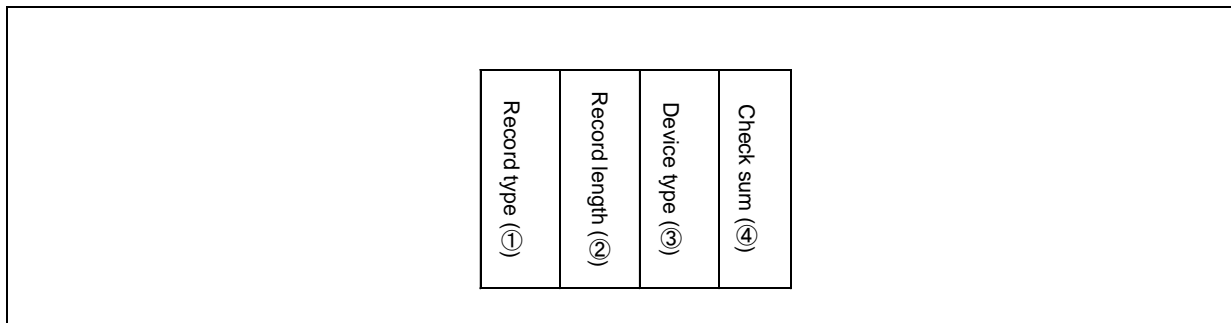 Record type (①)
Record length (②)
Device type (③)
Check sum (④)